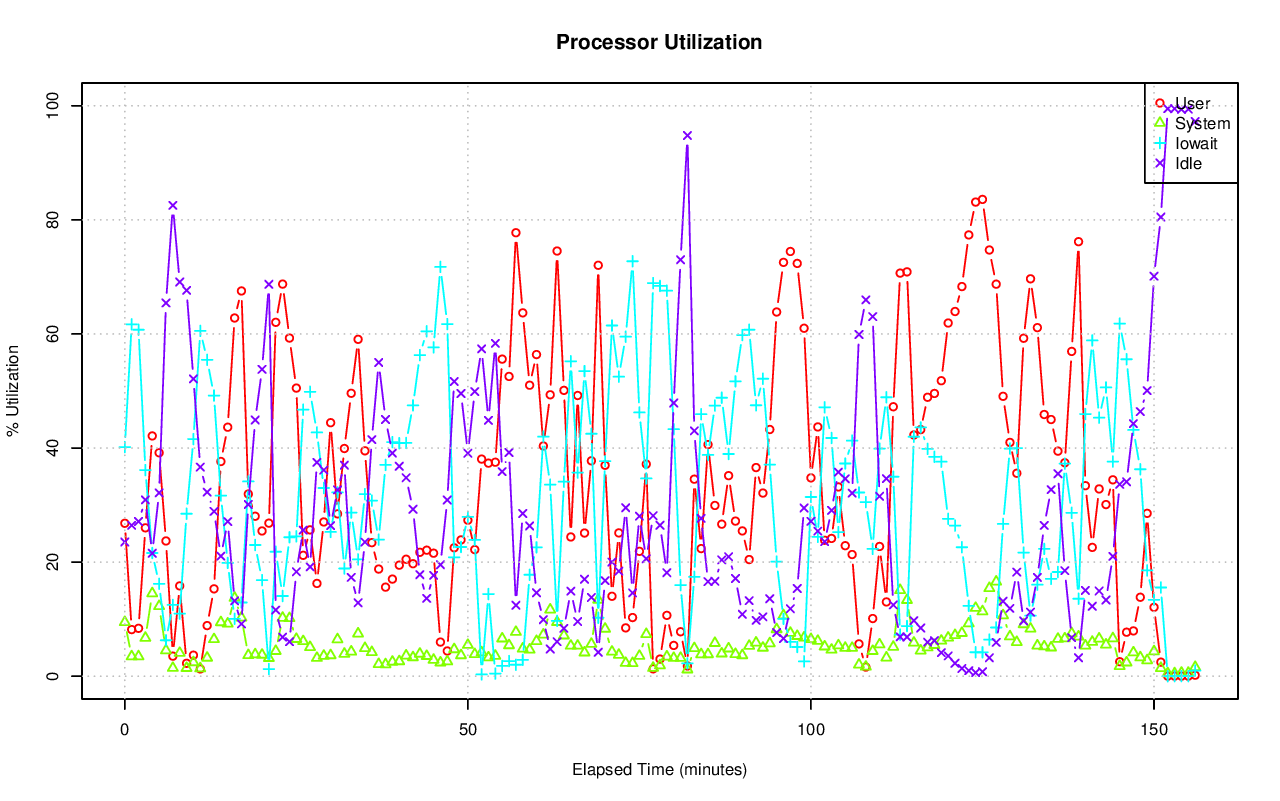 Processor Utilization
% Utilization
100
80
60
40
20
0
User
System
Iowait
Idle
0 50 100 150
Elapsed Time (minutes)